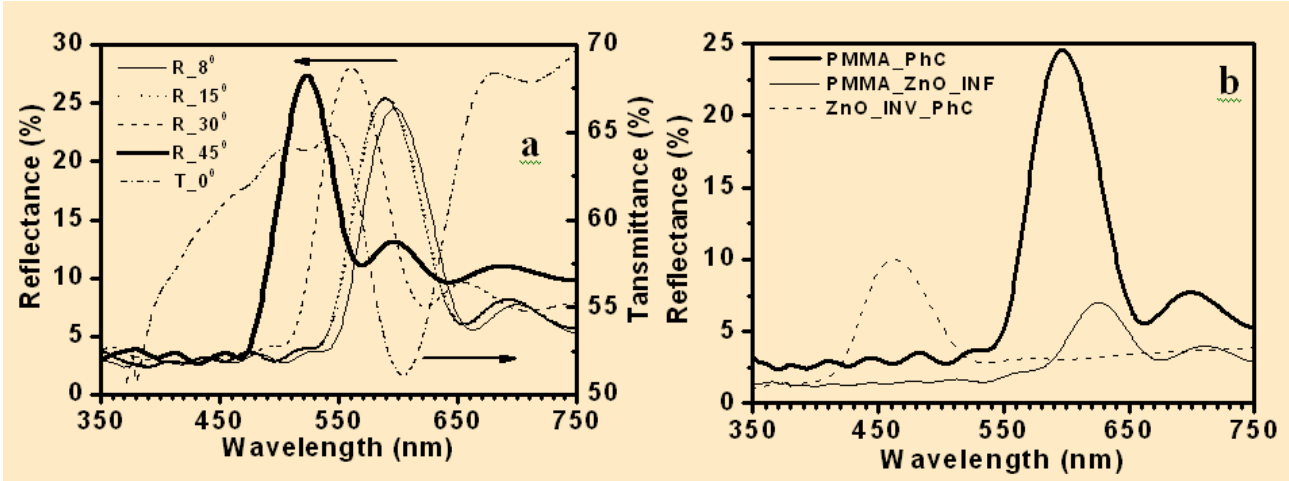 30
25
20
15
10
5
0
Reflectance (%)
R_8⁰
R_15⁰
R_30⁰
R_45⁰
T_0⁰
a
70
65
60
55
50
Tansmittance (%)
350
450
550
650
750
Wavelength (nm)
25
20
15
10
5
0
Reflectance (%)
PMMA_PhC
PMMA_ZnO_INF
ZnO_INV_PhC
b
350
450
550
650
750
Wavelength (nm)